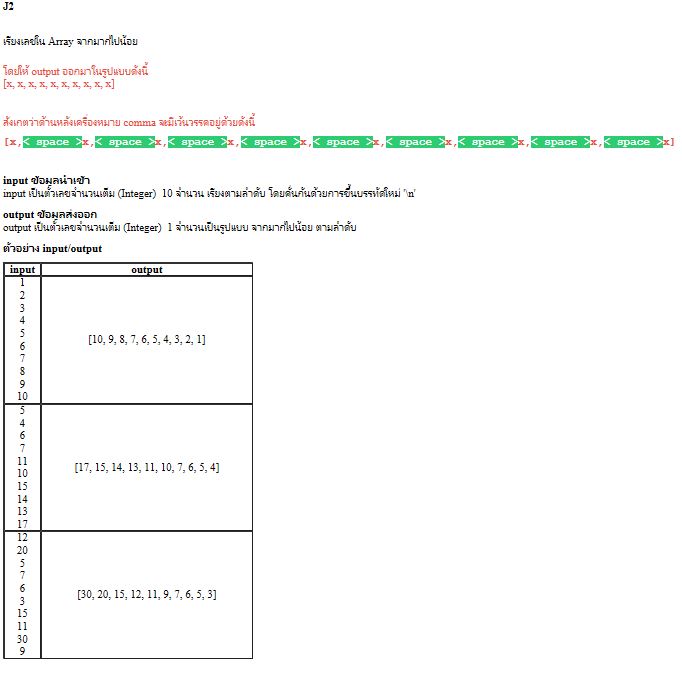 J2
เรียงเลขใน Array จากมากไปน้อย
โดยให้ output ออกมาในรูปแบบดังนี้
[x, x, x, x, x, x, x, x, x, x]
สังเกตว่าด้านหลังเครื่องหมาย comma จะมีเว้นวรรคอยู่ด้วยดังนี้
[x,< space >x,< space >x,< space >x,< space >x,< space >x,< space >x,< space >x,< space >x,< space >x]
input ข้อมูลนำเข้า
input เป็นตัวเลขจำนวนเต็ม (Integer) 10 จำนวน เรียงตามลำดับ โดยคั่นกันด้วยการขึ้นบรรทัดใหม่ '\n'
output ข้อมูลส่งออก
output เป็นตัวเลขจำนวนเต็ม (Integer) 1 จำนวนเป็นรูปแบบ จากมากไปน้อย ตามลำดับ
ตัวอย่าง input/output
input output
1
2
3
4
5
[10, 9, 8, 7, 6, 5, 4, 3, 2, 1]
6
7
8
9
10
5
4
6
7
11
[17, 15, 14, 13, 11, 10, 7, 6, 5, 4]
10
15
14
13
17
12
20
5
7
6
[30, 20, 15, 12, 11, 9, 7, 6, 5, 3]
3
15
11
30
9